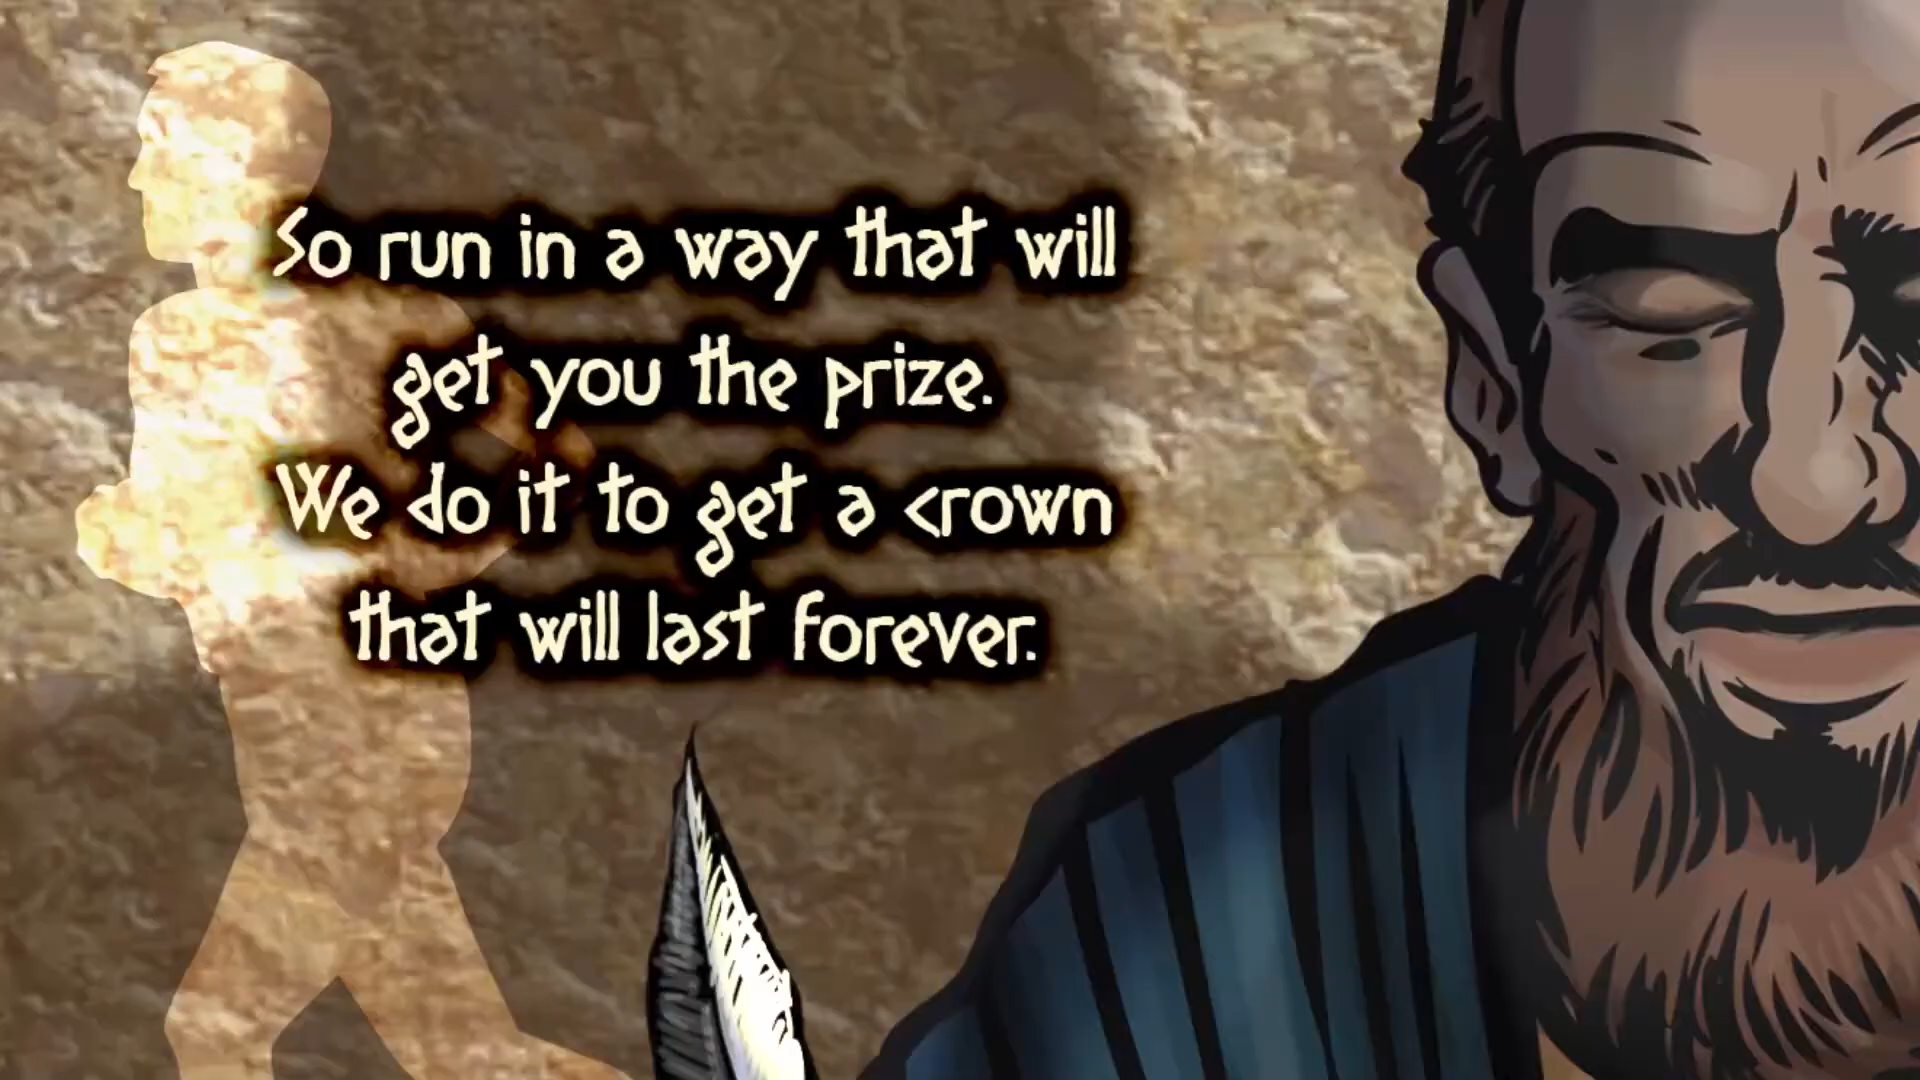 So run in a way that will
get you the prize.
We do it to get a crown
that will last forever.